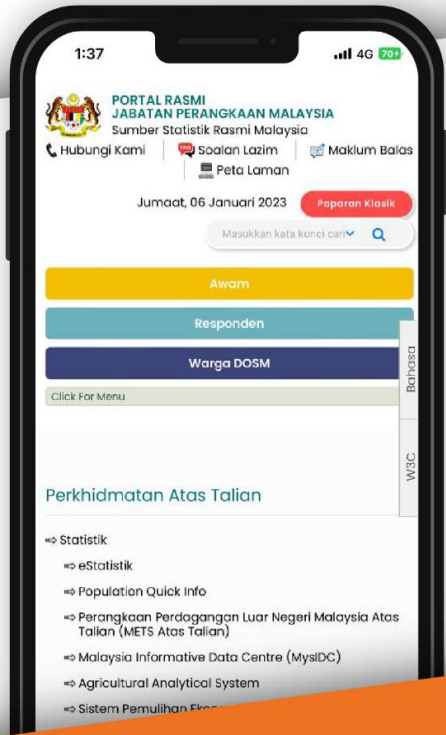 1:37
4G 70+
PORTAL RASMI
JABATAN PERANGKAAN MALAYSIA
Sumber Statistik Rasmi Malaysia
Hubungi Kami FAQ Soalan Lazim Maklum Balas
Peta Laman
Jumaat, 06 Januari 2023 Paparan Klasik
Masukkan kata kunci cari
Awam
Responden
Warga DOSM
Bahasa
Click For Menu
W3C
Perkhidmatan Atas Talian
Statistik
eStatistik
Population Quick Info
Perangkaan Perdagangan Luar Negeri Malaysia Atas
Talian (METS Atas Talian)
Malaysia Informative Data Centre (MysIDC)
Agricultural Analytical System
Sistem Pemulihan